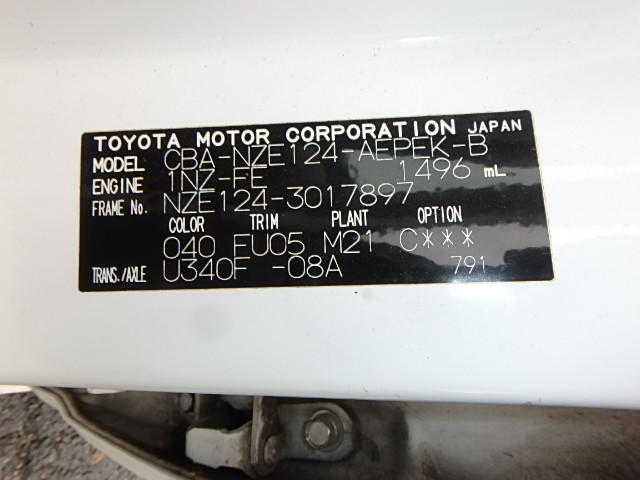 TOYOTA MOTOR CORPORATION JAPAN
MODEL CBA-NZE124-AEPEK-B
ENGINE 1NZ-FE 1496 mL
FRAME No. NZE124-3017897
COLOR TRIM PLANT OPTION
040 FU05 M21 C***
TRANS./AXLE U340F -08A 791